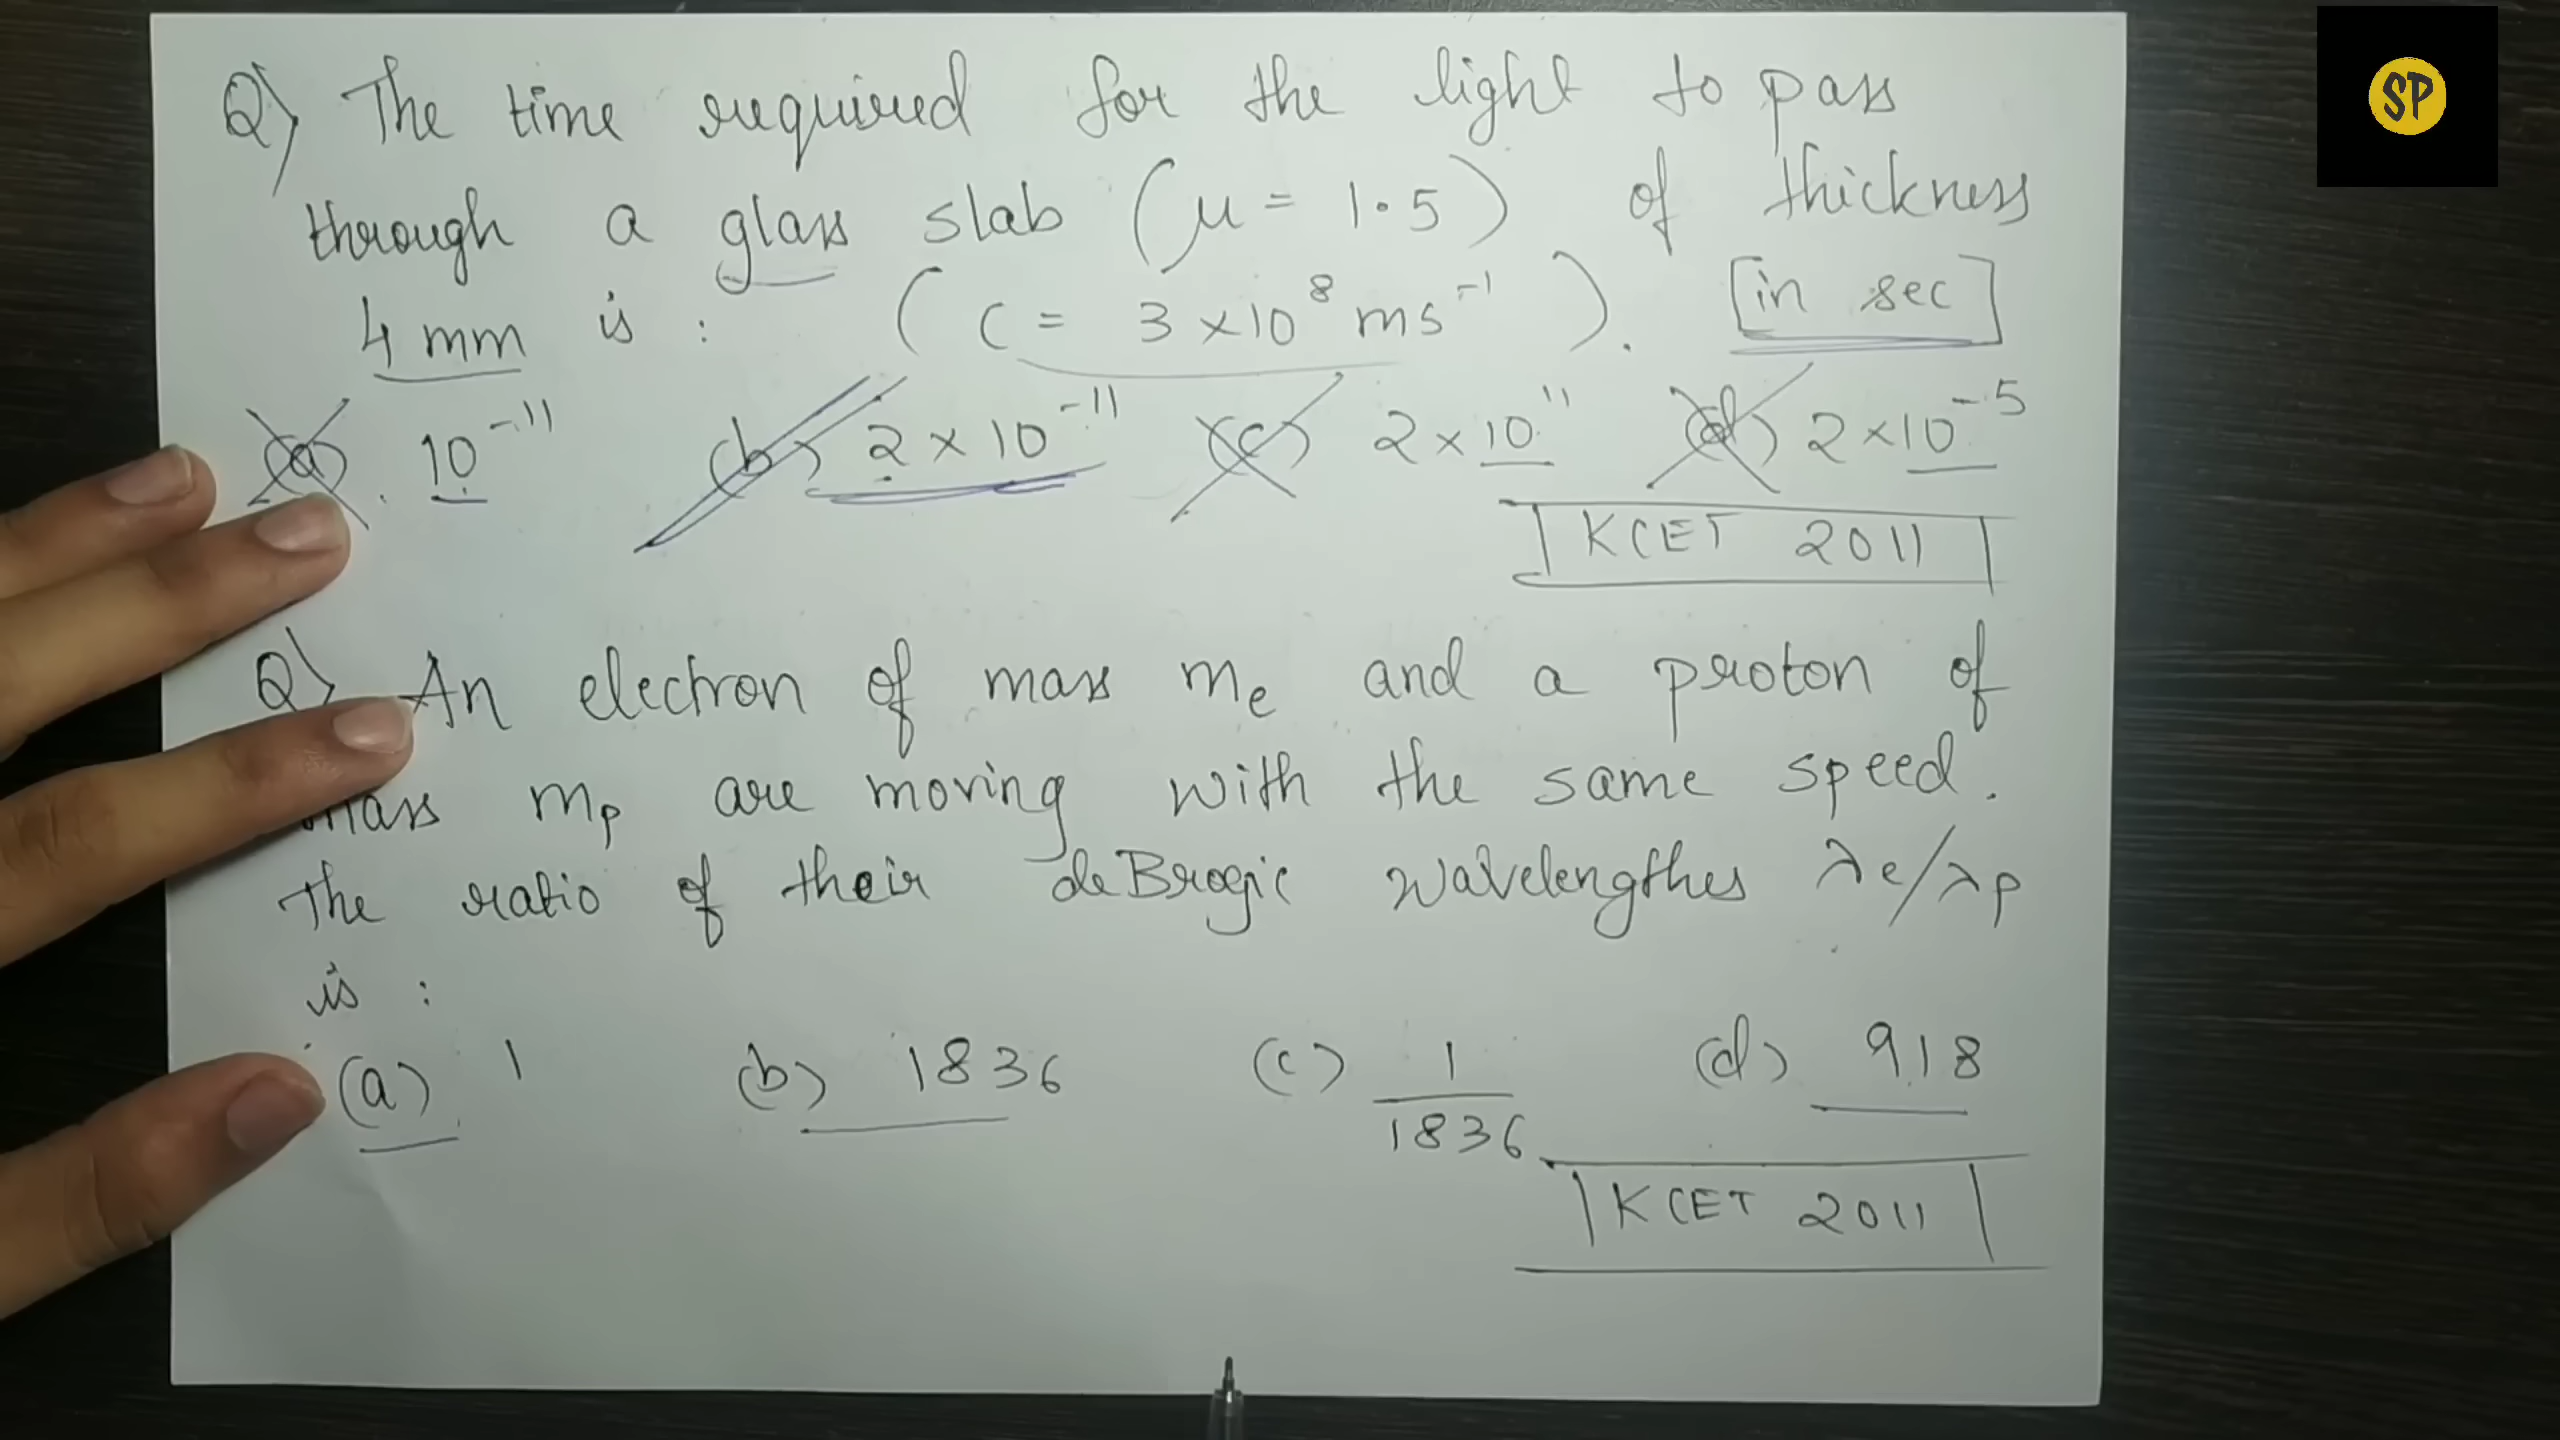 SP
Q) The time required for the light to pass
through a glass slab (μ = 1.5) of thickness
4 mm is : (c = 3 × 10⁸ ms⁻¹). [in sec]
(a). 10⁻¹¹ (b) 2 × 10⁻¹¹ (c) 2 × 10¹¹ (d) 2 × 10⁻⁵
KCET 2011
Q) An electron of mass mₑ and a proton of
mass mₚ are moving with the same speed.
The ratio of their deBrogie wavelengthes λe/λp
is :
(a) 1 (b) 1836 (c) 1/1836 (d) 918
KCET 2011